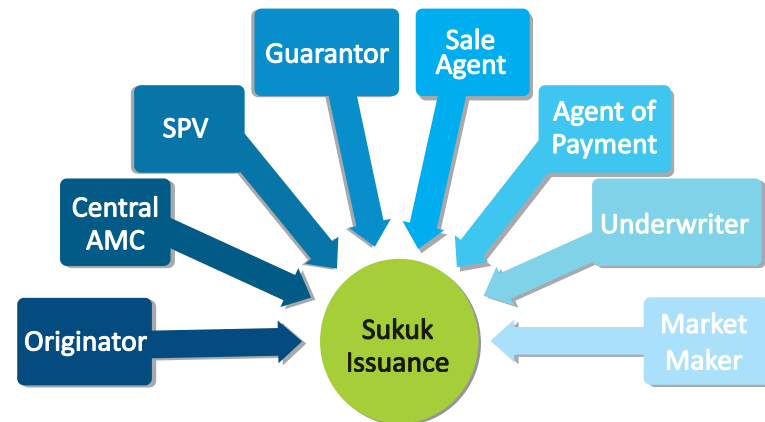 Guarantor
Sale
Agent
SPV
Agent of
Payment
Central
AMC
Underwriter
Originator
Sukuk
Issuance
Market
Maker